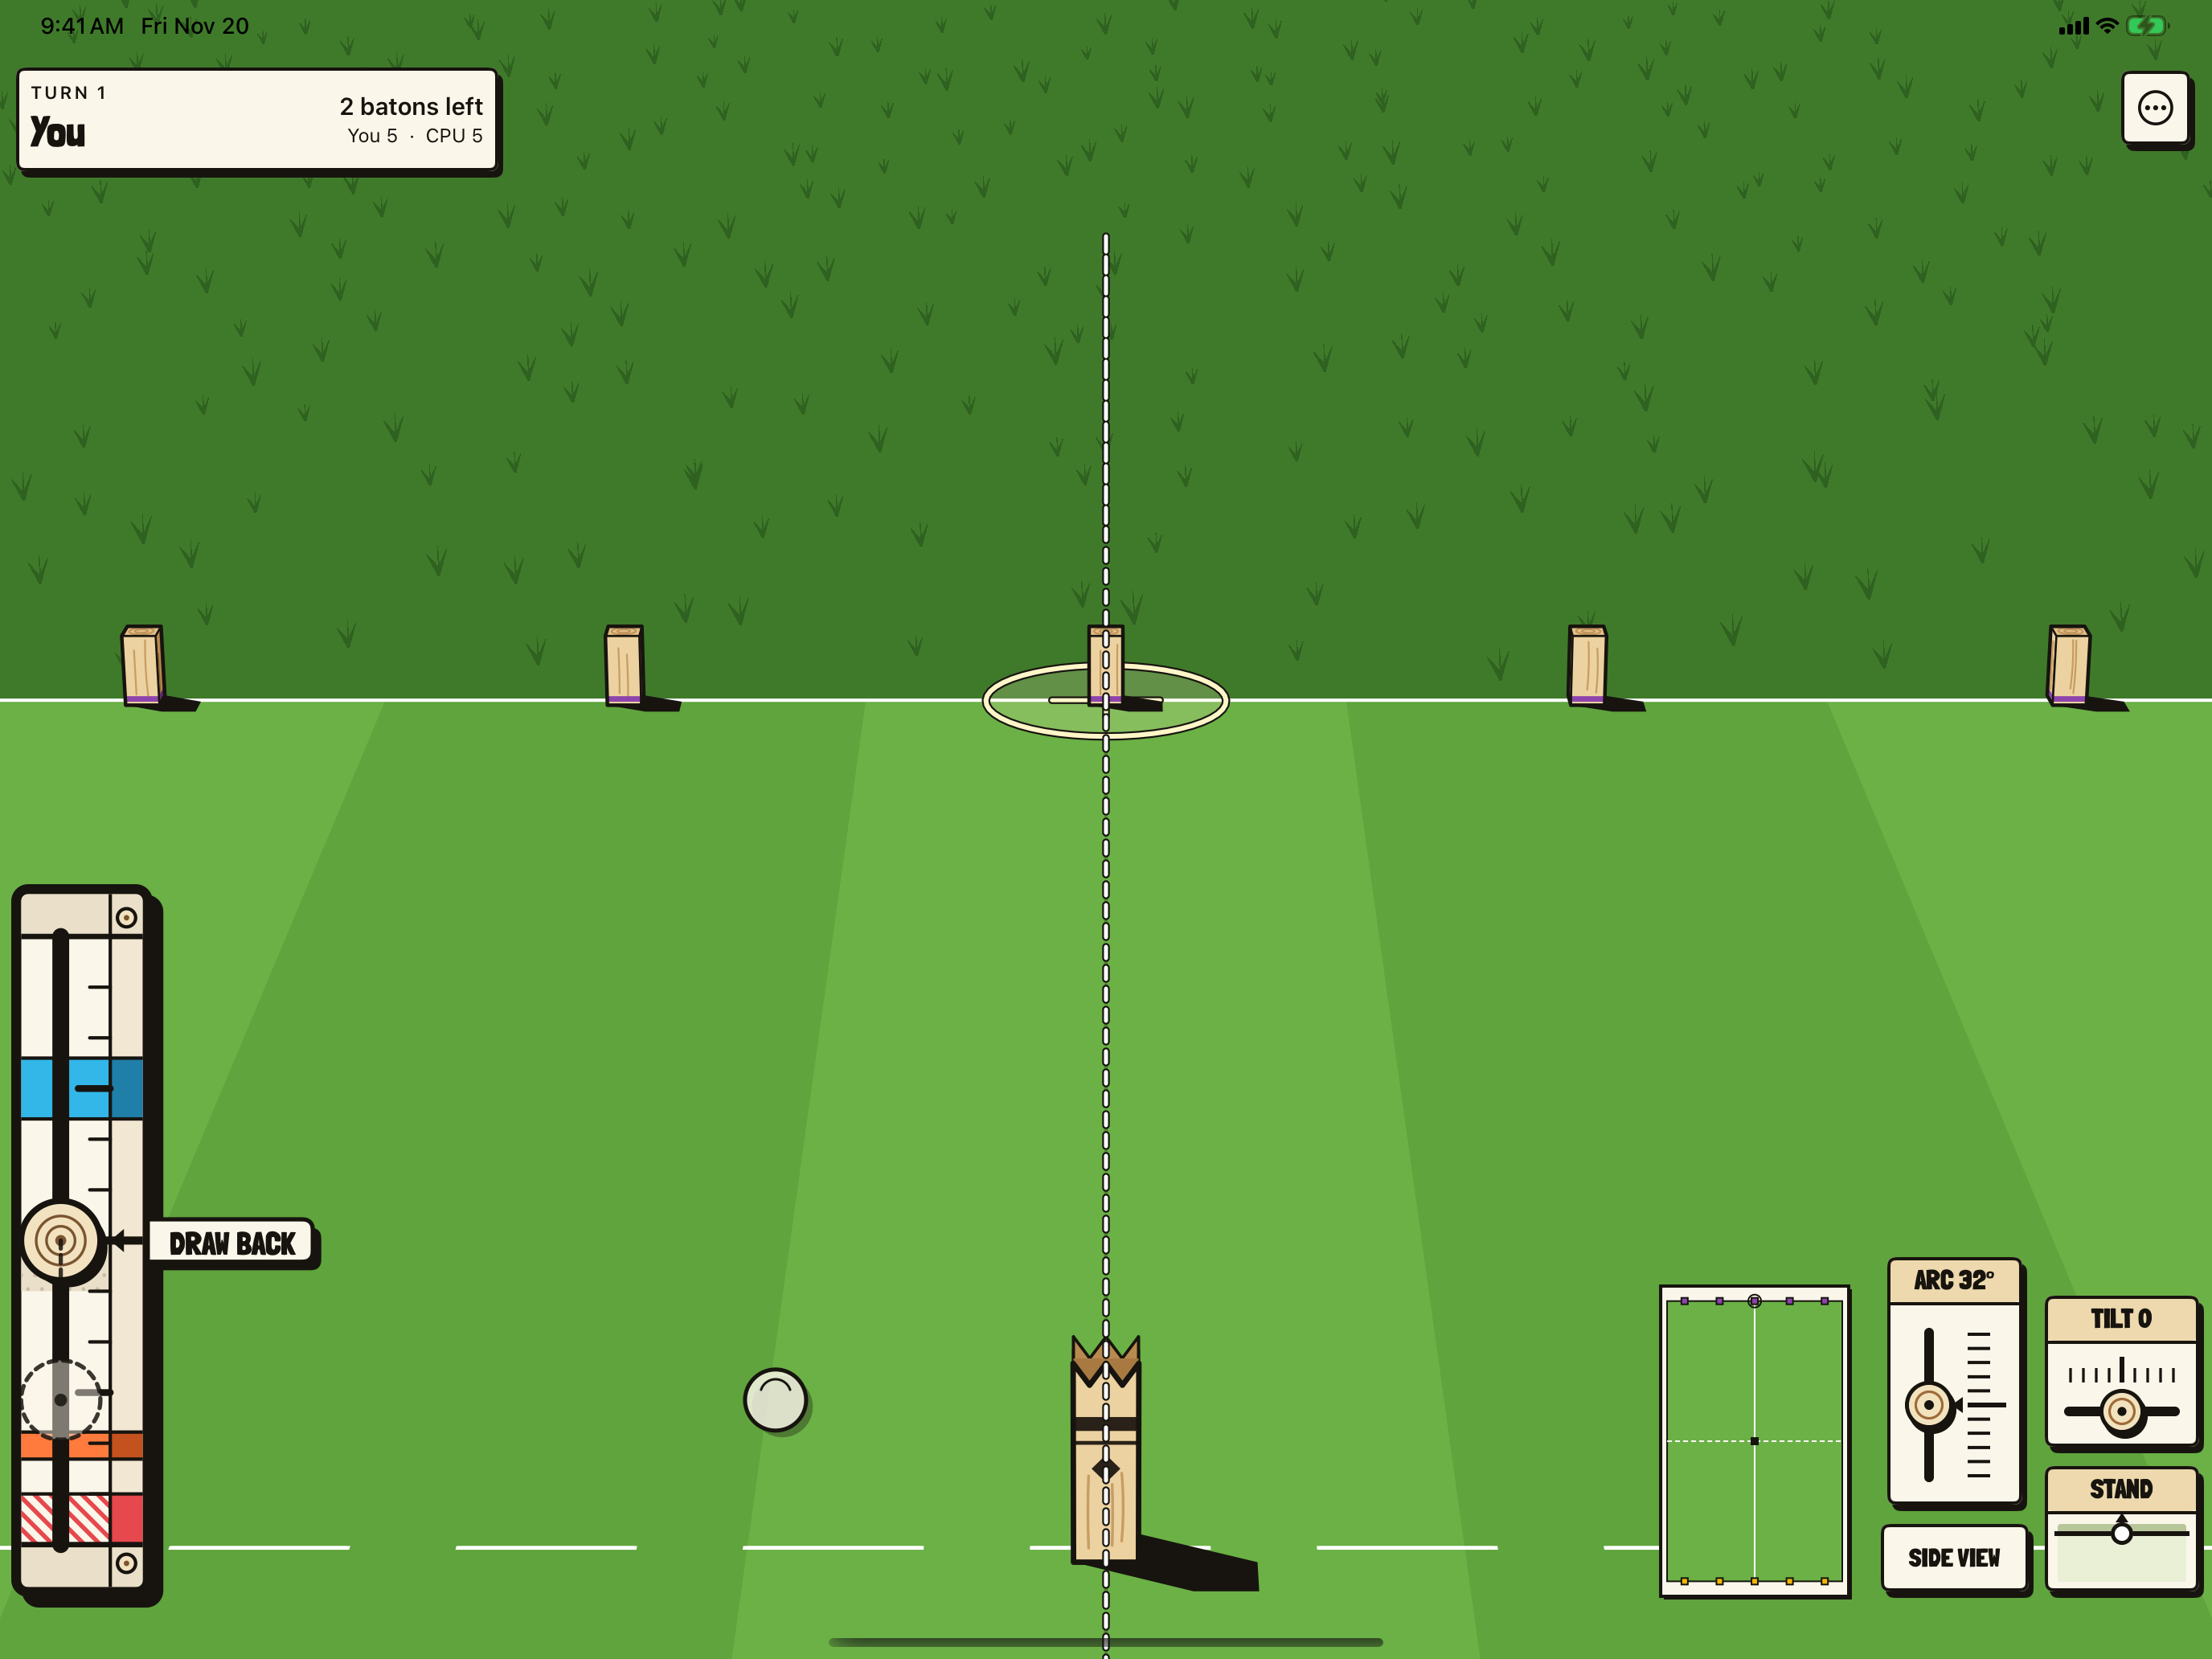 9:41 AM Fri Nov 20
TURN 1
You
2 batons left
You 5 · CPU 5
DRAW BACK
ARC 32°
TILT 0
STAND
SIDE VIEW